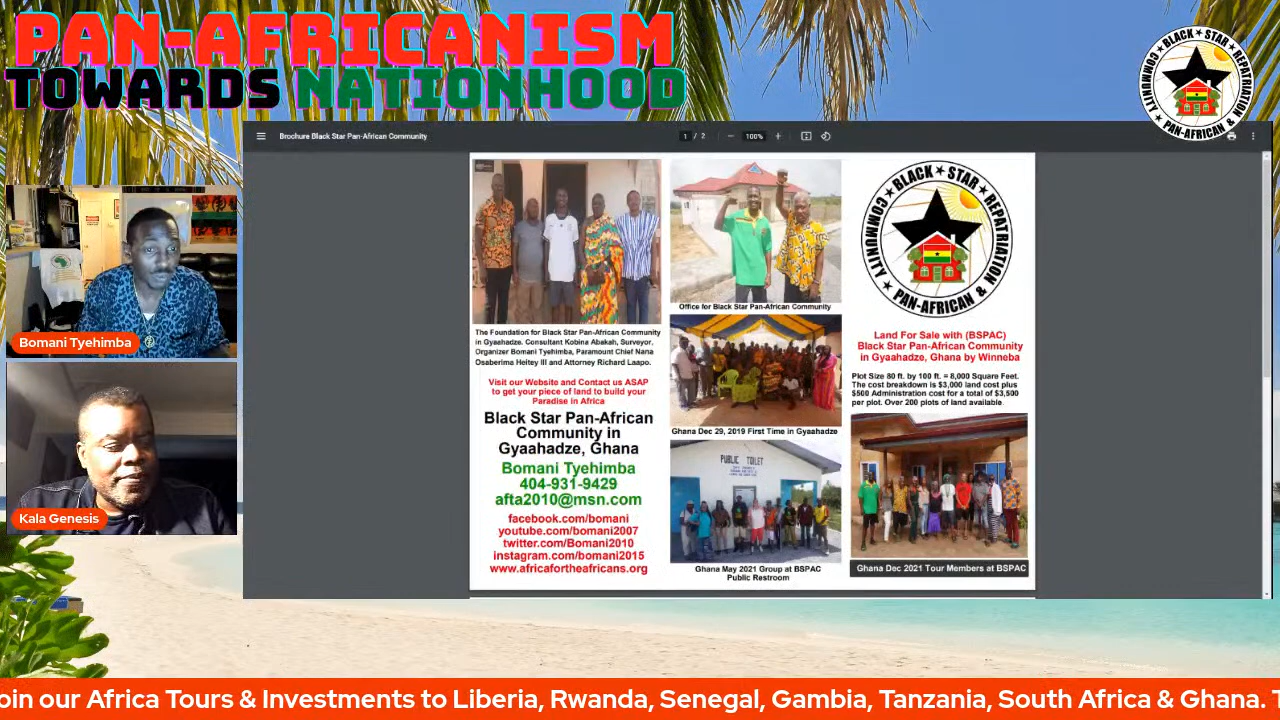 PAN-AFRICANISM
TOWARDS NATIONHOOD
BLACK STAR REPATRIATION
COMMUNITY
PAN-AFRICAN &
Brochure Black Star Pan-African Community
1 / 2
100%
The Foundation for Black Star Pan-African Community
in Gyaahadze. Consultant Kobina Abakah, Surveyor,
Organizer Bomani Tyehimba, Paramount Chief Nana
Osaberima Heitey III and Attorney Richard Laapo.
Visit our Website and Contact us ASAP
to get your piece of land to build your
Paradise in Africa
Black Star Pan-African
Community in
Gyaahadze, Ghana
Bomani Tyehimba
404-931-9429
afta2010@msn.com
facebook.com/bomani
youtube.com/bomani2007
twitter.com/Bomani2010
instagram.com/bomani2015
www.africafortheafricans.org
Office for Black Star Pan-African Community
Ghana Dec 29, 2019 First Time in Gyaahadze
PUBLIC TOILET
Ghana May 2021 Group at BSPAC
Public Restroom
BLACK STAR REPATRIATION
COMMUNITY
PAN-AFRICAN &
Land For Sale with (BSPAC)
Black Star Pan-African Community
in Gyaahadze, Ghana by Winneba
Plot Size 80 ft. by 100 ft. = 8,000 Square Feet.
The cost breakdown is $3,000 land cost plus
$500 Administration cost for a total of $3,500
per plot. Over 200 plots of land available.
Ghana Dec 2021 Tour Members at BSPAC
Bomani Tyehimba
Kala Genesis
oin our Africa Tours & Investments to Liberia, Rwanda, Senegal, Gambia, Tanzania, South Africa & Ghana. T